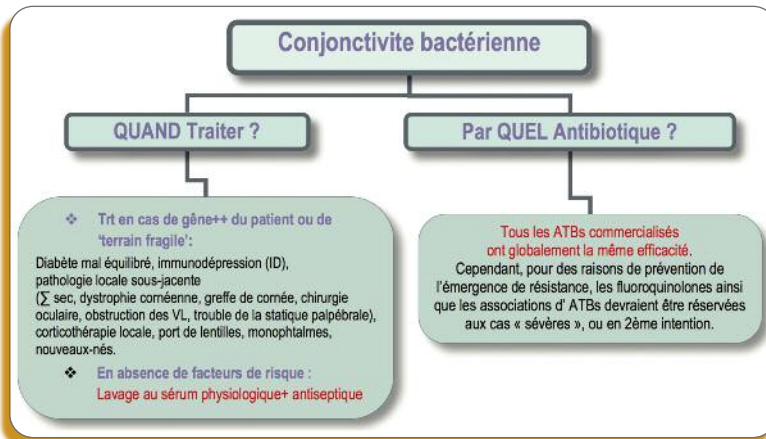 Conjonctivite bactérienne
QUAND Traiter ?
❖ Trt en cas de gêne++ du patient ou de
‘terrain fragile’:
Diabète mal équilibré, immunodépression (ID),
pathologie locale sous-jacente
(∑ sec, dystrophie cornéenne, greffe de cornée, chirurgie
oculaire, obstruction des VL, trouble de la statique palpébrale),
corticothérapie locale, port de lentilles, monophtalmes,
nouveaux-nés.
❖ En absence de facteurs de risque :
Lavage au sérum physiologique+ antiseptique
Par QUEL Antibiotique ?
Tous les ATBs commercialisés
ont globalement la même efficacité.
Cependant, pour des raisons de prévention de
l’émergence de résistance, les fluoroquinolones ainsi
que les associations d’ ATBs devraient être réservées
aux cas « sévères », ou en 2ème intention.